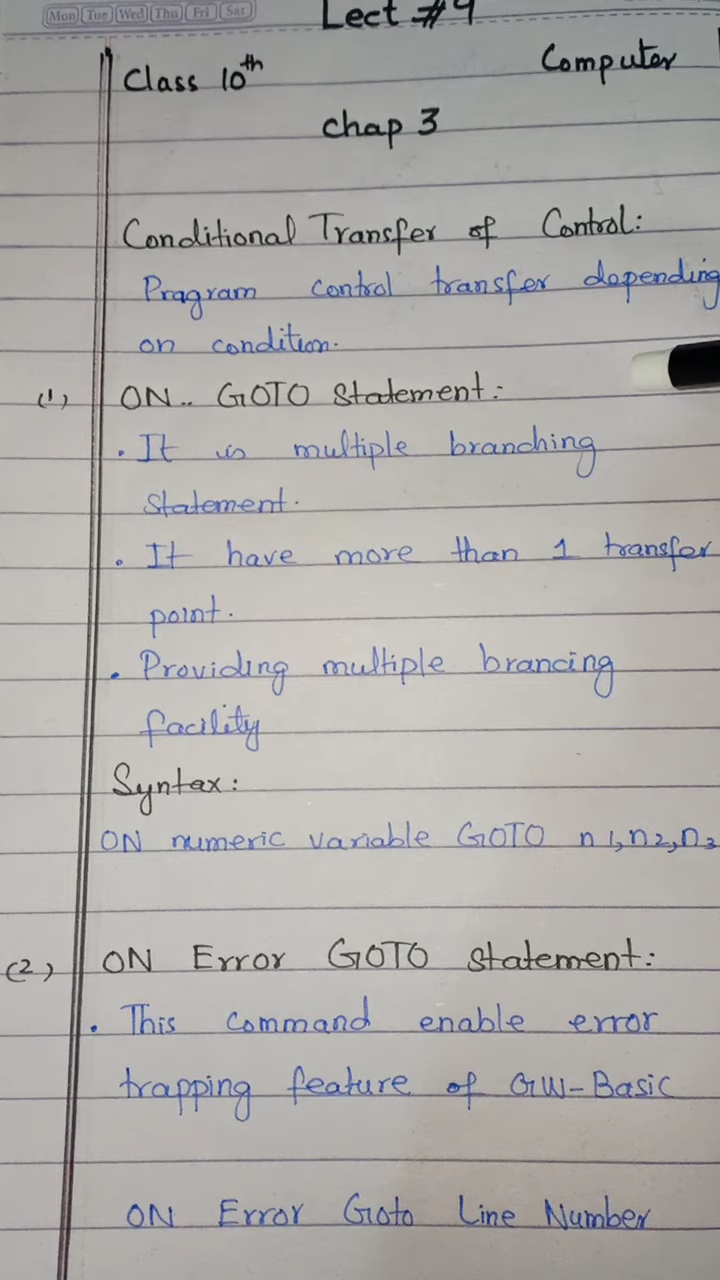 Mon Tue Wed Thu Fri Sat
Lect #9
Class 10th Computer
Chap 3
Conditional Transfer of Control:
Program control transfer depending
on condition.
(1) ON.. GOTO Statement:-
. It is multiple branching
Statement.
. It have more than 1 transfer
point.
. Providing multiple brancing
facility
Syntax:
ON numeric variable GOTO n1,n2,n3
(2) ON Error GOTO Statement:
. This Command enable error
trapping feature of GW-Basic
ON Error Goto Line Number